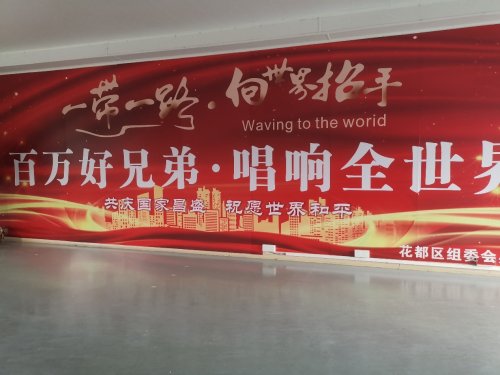 一带一路·向世界招手
Waving to the world
百万好兄弟·唱响全世界
共庆国家昌盛 祝愿世界和平
花都区组委会